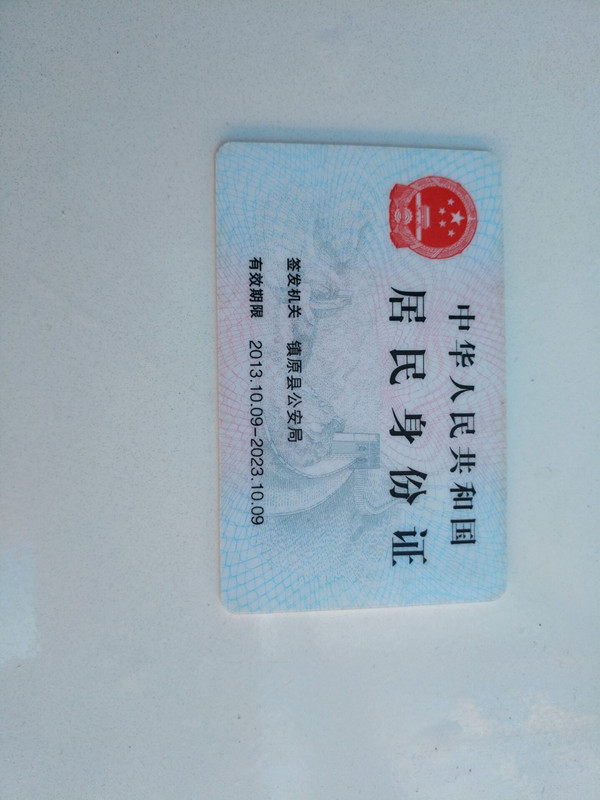 中华人民共和国
居民身份证
签发机关 镇原县公安局
有效期限 2013.10.09-2023.10.09